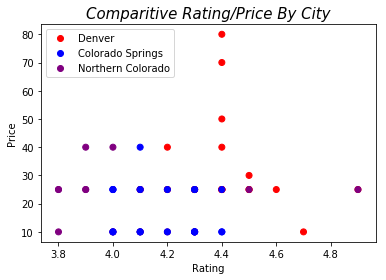 Comparitive Rating/Price By City
Denver
Colorado Springs
Northern Colorado
Price
80
70
60
50
40
30
20
10
3.8 4.0 4.2 4.4 4.6 4.8
Rating